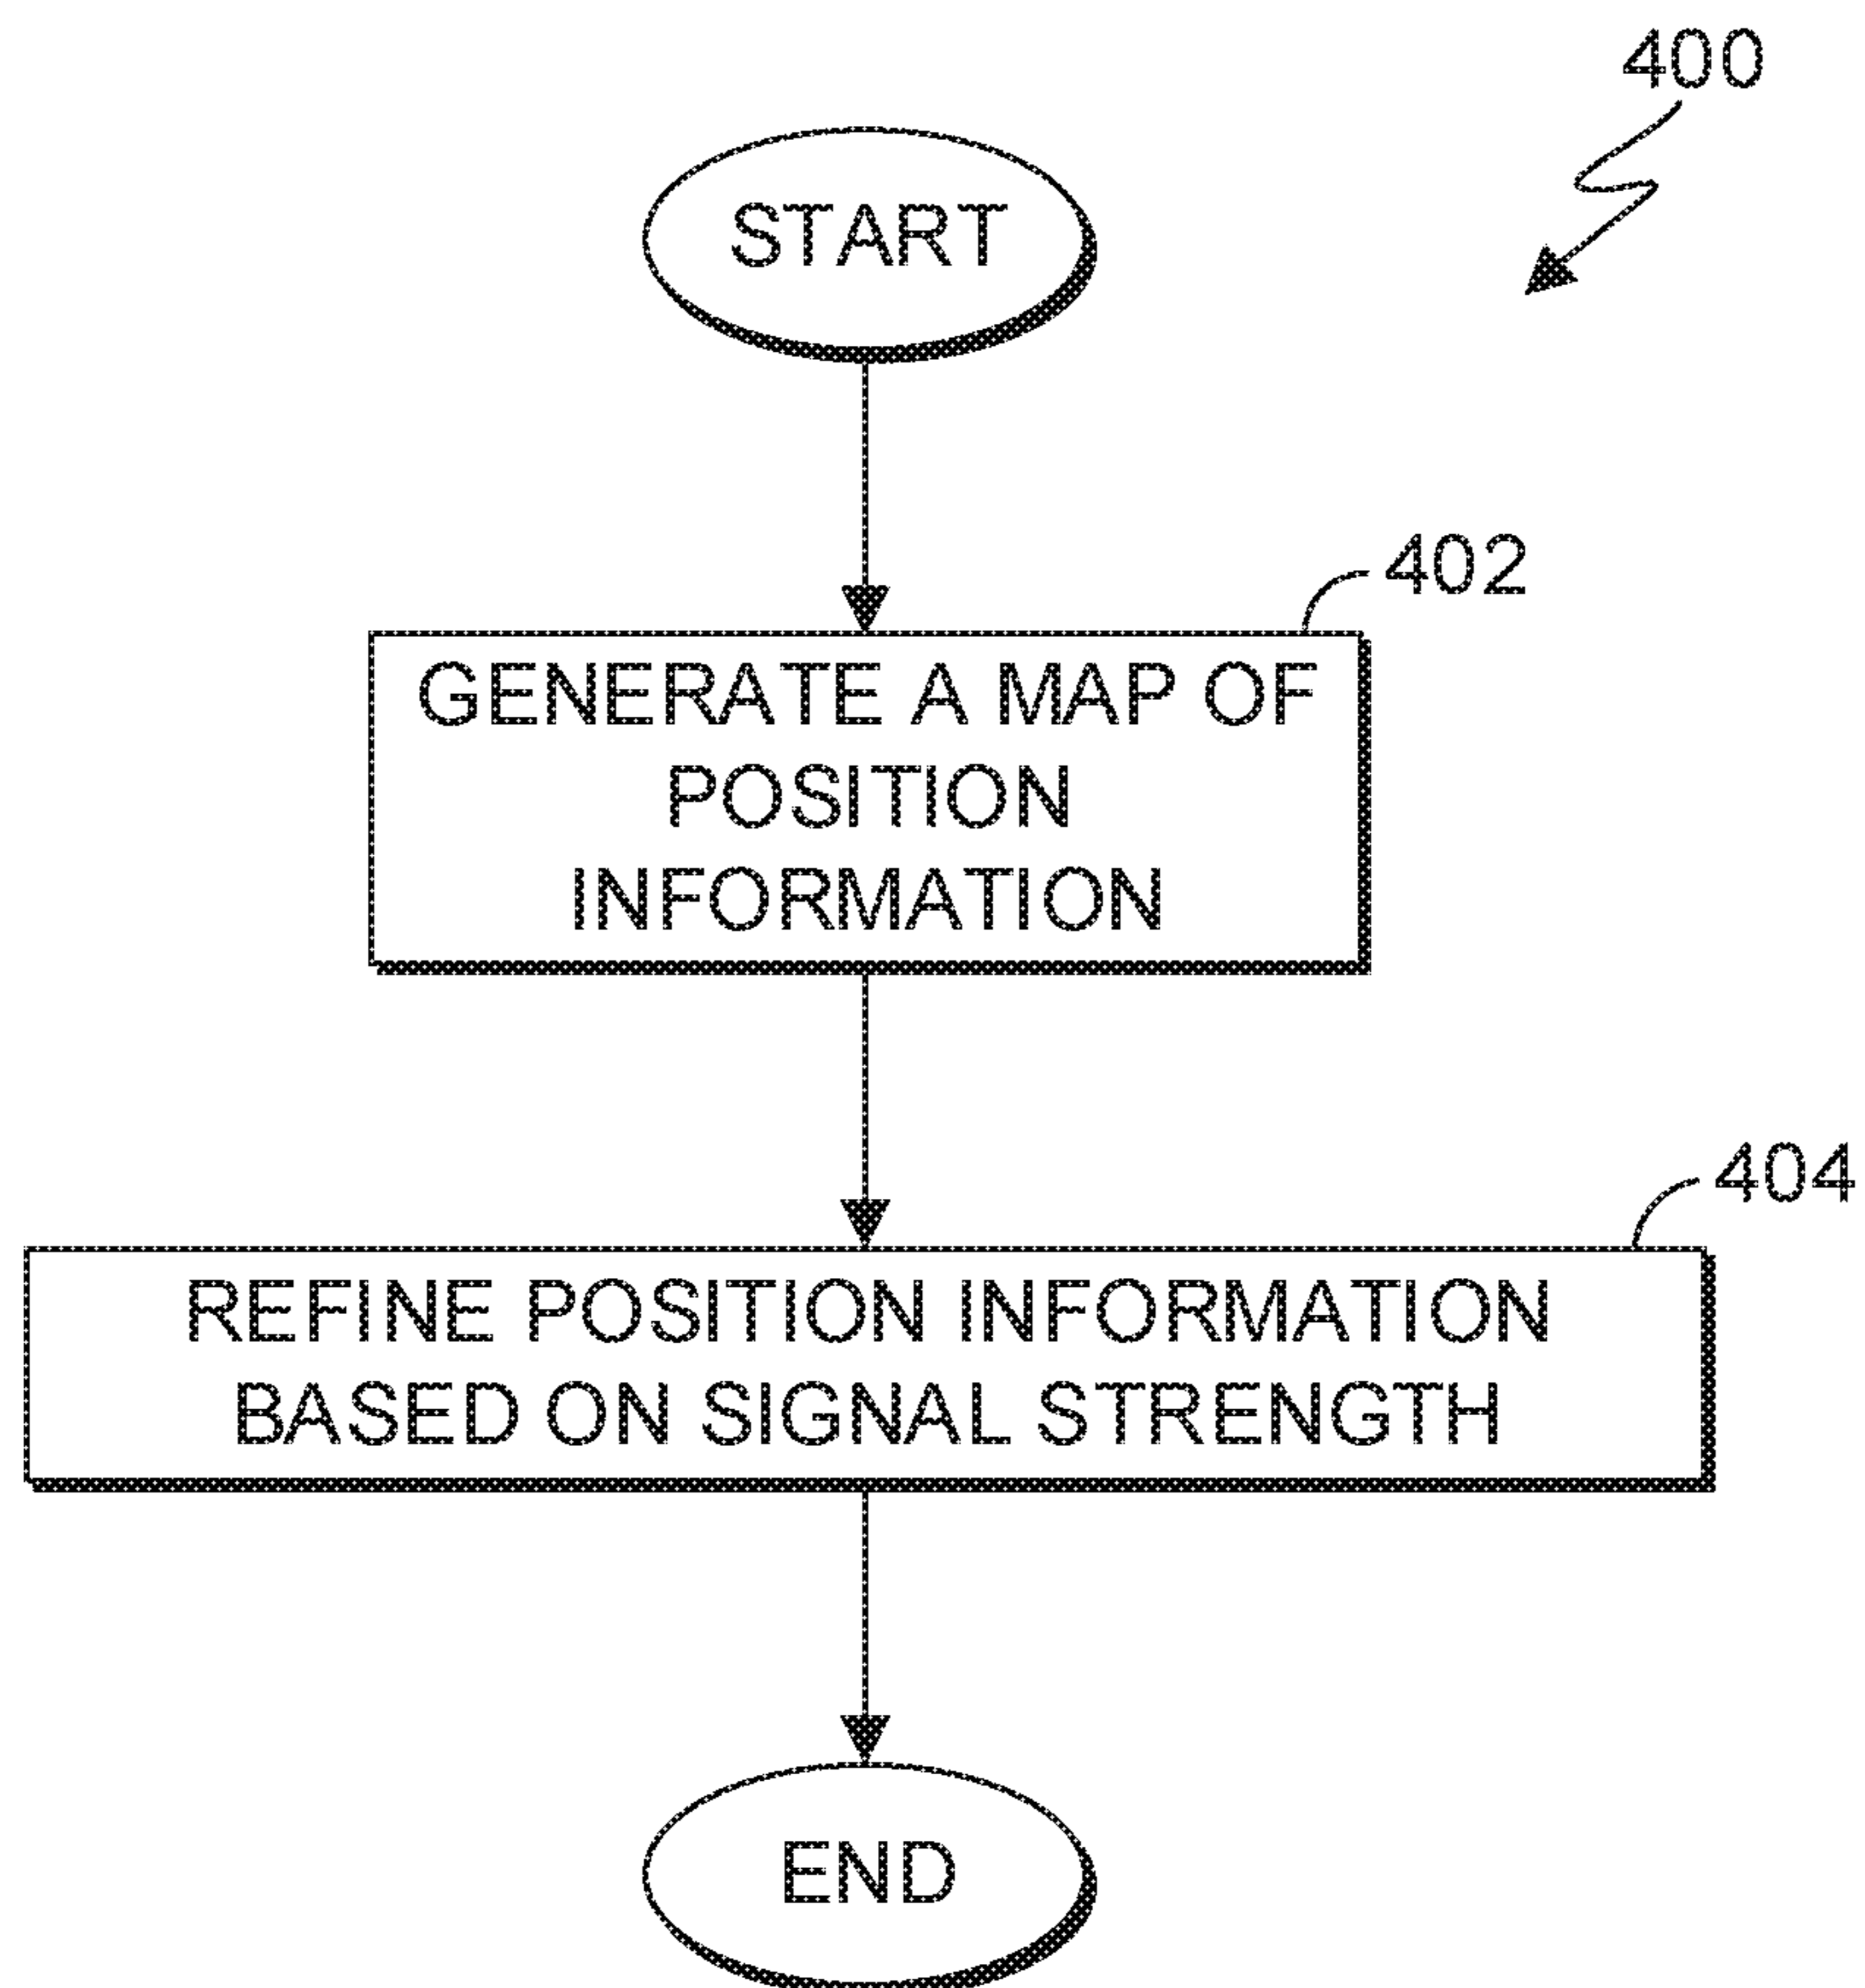 400
START
402
GENERATE A MAP OF
POSITION
INFORMATION
404
REFINE POSITION INFORMATION
BASED ON SIGNAL STRENGTH
END